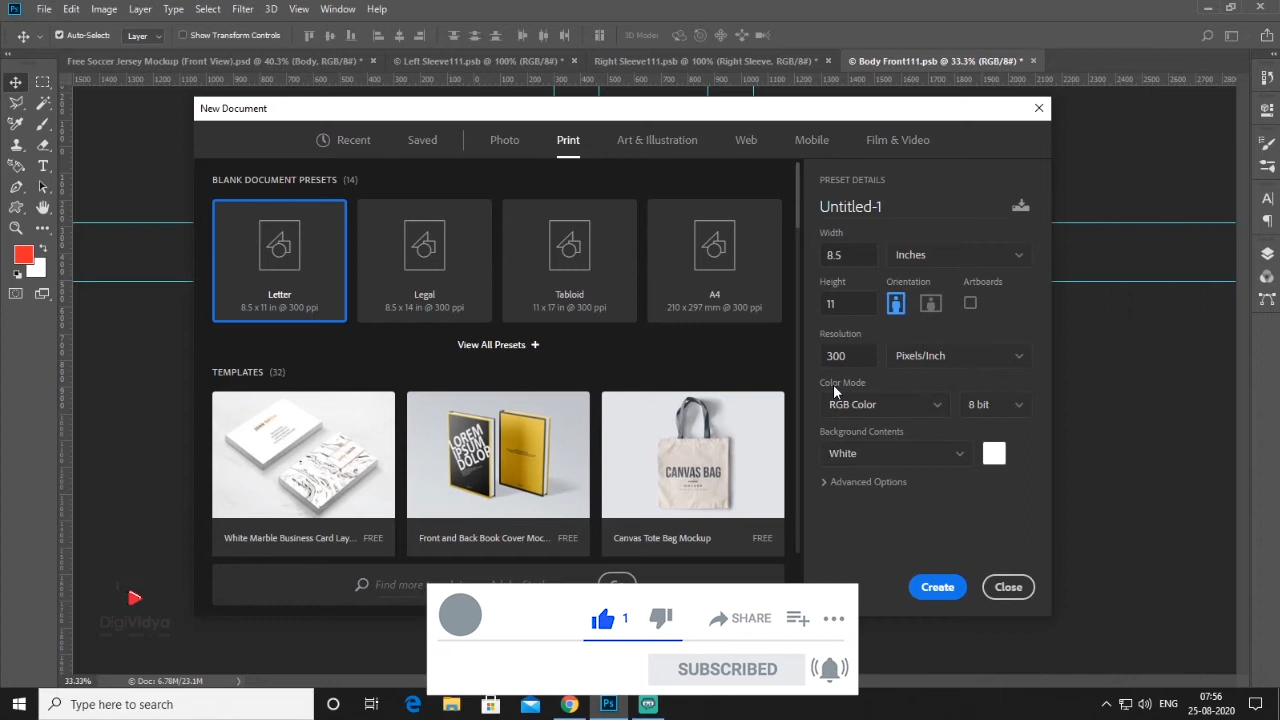 Ps File Edit Image Layer Type Select Filter 3D View Window Help
Auto-Select: Layer Show Transform Controls 3D Mode:
Free Soccer Jersey Mockup (Front View).psd @ 40.3% (Body, RGB/8#) * × © Left Sleeve111.psb @ 100% (RGB/8#) * × Right Sleeve111.psb @ 100% (Right Sleeve, RGB/8#) * × © Body Front111.psb @ 33.3% (RGB/8#) * ×
New Document
Recent Saved Photo Print Art & Illustration Web Mobile Film & Video
BLANK DOCUMENT PRESETS (14)
Letter
8.5 x 11 in @ 300 ppi
Legal
8.5 x 14 in @ 300 ppi
Tabloid
11 x 17 in @ 300 ppi
A4
210 x 297 mm @ 300 ppi
View All Presets +
TEMPLATES (32)
LOREM IPSUM DOLOR
CANVAS BAG
White Marble Business Card Lay... FREE
Front and Back Book Cover Moc... FREE
Canvas Tote Bag Mockup FREE
Find more
Go
PRESET DETAILS
Untitled-1
Width
8.5 Inches
Height Orientation Artboards
11
Resolution
300 Pixels/Inch
Color Mode
RGB Color 8 bit
Background Contents
White
Advanced Options
Create Close
DigiVidya
1 SHARE
SUBSCRIBED
33.33% Doc: 6.78M/23.1M
Type here to search
Ps
ENG
07:56
25-08-2020